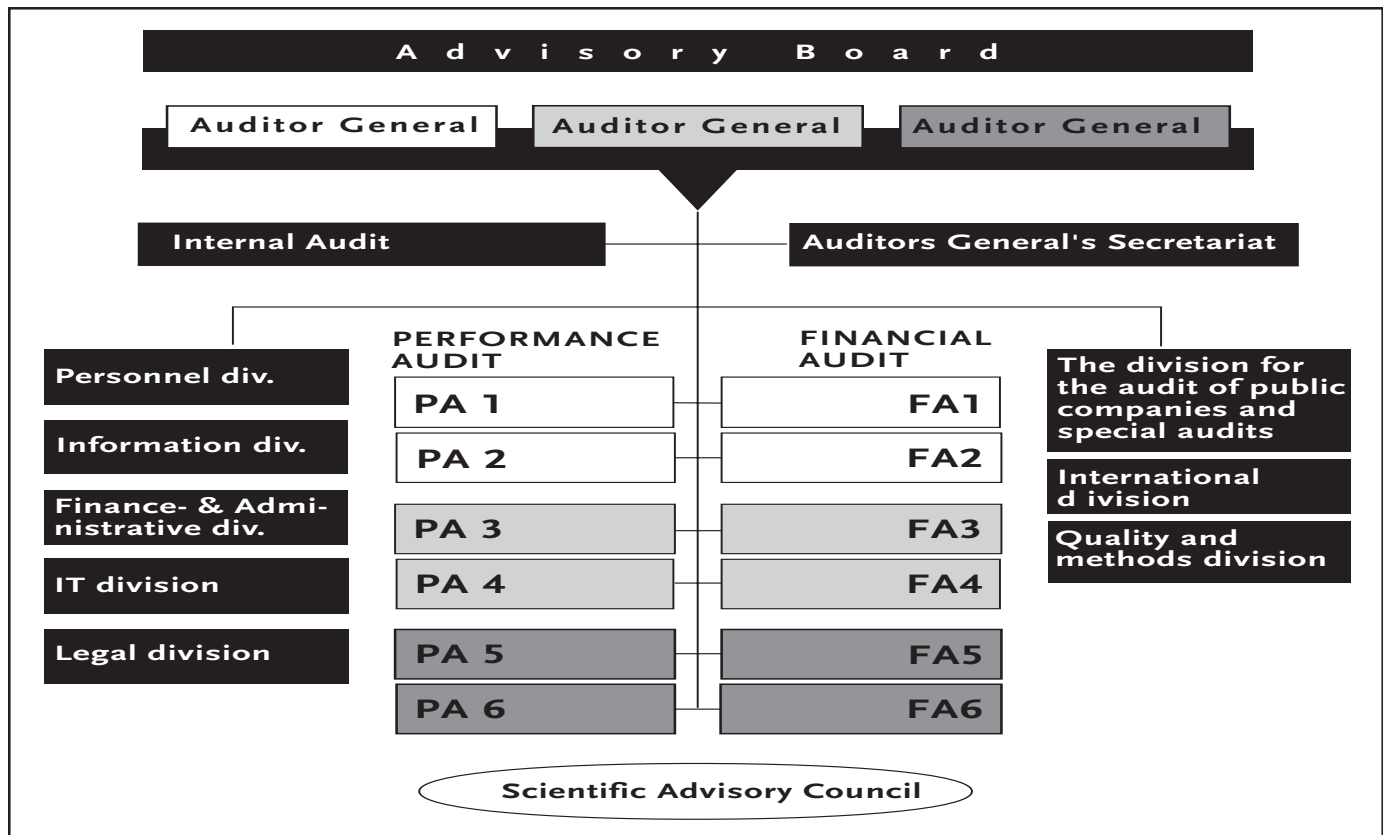 Advisory Board
Auditor General
Auditor General
Auditor General
Internal Audit
Auditors General's Secretariat
PERFORMANCE
AUDIT
FINANCIAL
AUDIT
Personnel div.
Information div.
Finance- & Admi-
nistrative div.
IT division
Legal division
PA 1
FA1
PA 2
FA2
PA 3
FA3
PA 4
FA4
PA 5
FA5
PA 6
FA6
The division for
the audit of public
companies and
special audits
International
d ivision
Quality and
methods division
Scientific Advisory Council